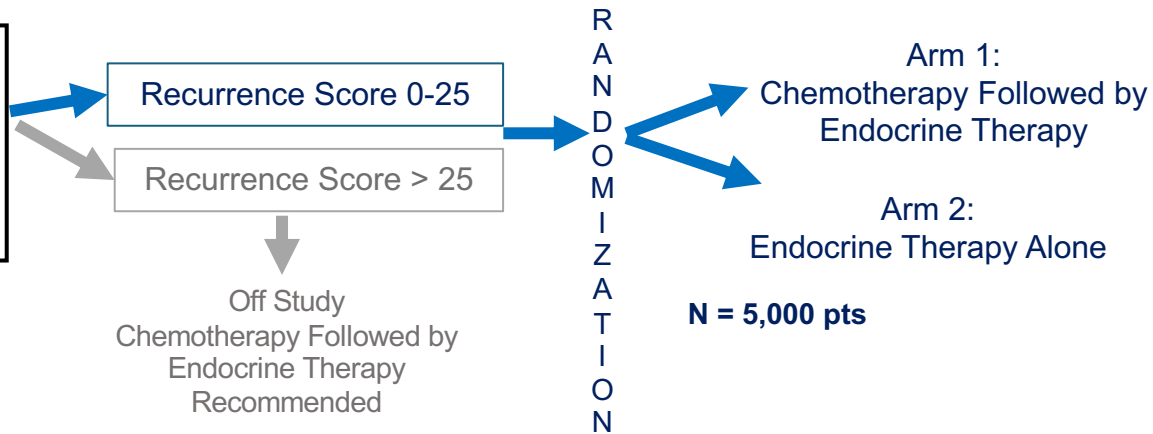 Recurrence Score 0-25
Recurrence Score > 25
Off Study
Chemotherapy Followed by
Endocrine Therapy
Recommended
R
A
N
D
O
M
I
Z
A
T
I
O
N
Arm 1:
Chemotherapy Followed by
Endocrine Therapy
Arm 2:
Endocrine Therapy Alone
N = 5,000 pts